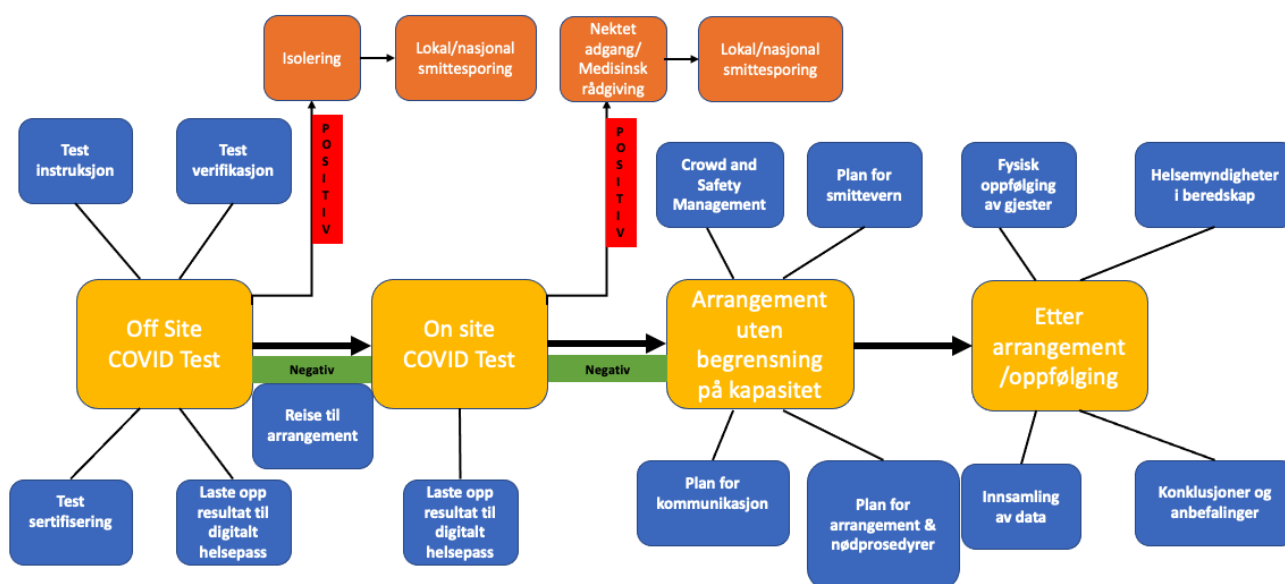 Isolering
Lokal/nasjonal
smittesporing
Nektet
adgang/
Medisinsk
rådgiving
Lokal/nasjonal
smittesporing
POSITIV
POSITIV
Test
instruksjon
Test
verifikasjon
Crowd and
Safety
Management
Plan for
smittevern
Fysisk
oppfølging
av gjester
Helsemyndigheter
i beredskap
Off Site
COVID Test
Negativ
Reise til
arrangement
On site
COVID Test
Negativ
Arrangement
uten
begrensning
på kapasitet
Etter
arrangement
/oppfølging
Test
sertifisering
Laste opp
resultat til
digitalt
helsepass
Laste opp
resultat til
digitalt
helsepass
Plan for
kommunikasjon
Plan for
arrangement &
nødprosedyrer
Innsamling
av data
Konklusjoner og
anbefalinger